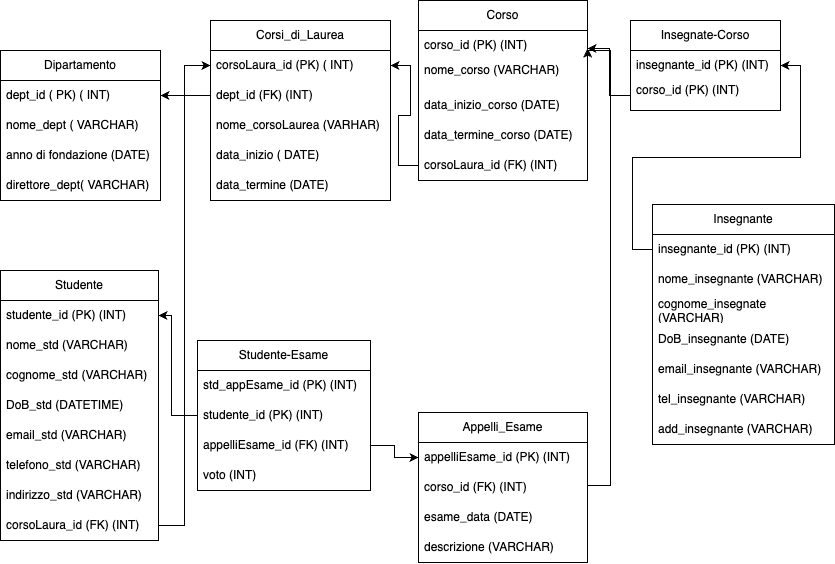 Dipartamento
dept_id ( PK) ( INT)
nome_dept ( VARCHAR)
anno di fondazione (DATE)
direttore_dept( VARCHAR)
Corsi_di_Laurea
corsoLaura_id (PK) ( INT)
dept_id (FK) (INT)
nome_corsoLaurea (VARHAR)
data_inizio ( DATE)
data_termine (DATE)
Corso
corso_id (PK) (INT)
nome_corso (VARCHAR)
data_inizio_corso (DATE)
data_termine_corso (DATE)
corsoLaura_id (FK) (INT)
Insegnate-Corso
insegnante_id (PK) (INT)
corso_id (PK) (INT)
Insegnante
insegnante_id (PK) (INT)
nome_insegnante (VARCHAR)
cognome_insegnate
(VARCHAR)
DoB_insegnante (DATE)
email_insegnante (VARCHAR)
tel_insegnante (VARCHAR)
add_insegnante (VARCHAR)
Studente
studente_id (PK) (INT)
nome_std (VARCHAR)
cognome_std (VARCHAR)
DoB_std (DATETIME)
email_std (VARCHAR)
telefono_std (VARCHAR)
indirizzo_std (VARCHAR)
corsoLaura_id (FK) (INT)
Studente-Esame
std_appEsame_id (PK) (INT)
studente_id (PK) (INT)
appelliEsame_id (FK) (INT)
voto (INT)
Appelli_Esame
appelliEsame_id (PK) (INT)
corso_id (FK) (INT)
esame_data (DATE)
descrizione (VARCHAR)